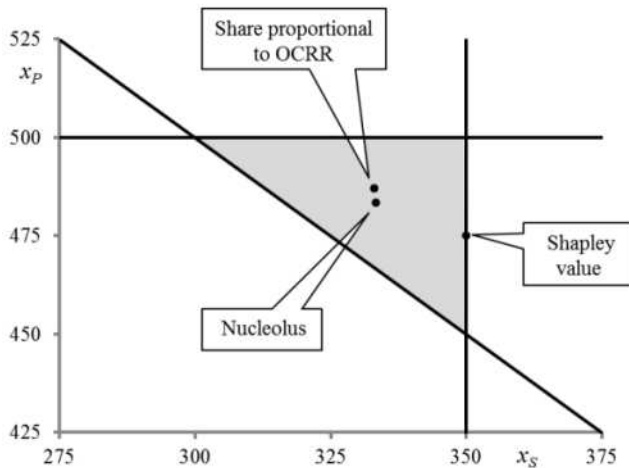 525
x_P
Share proportional
to OCRR
500
475
Shapley
value
450
Nucleolus
425
275
300
325
x_S
350
375